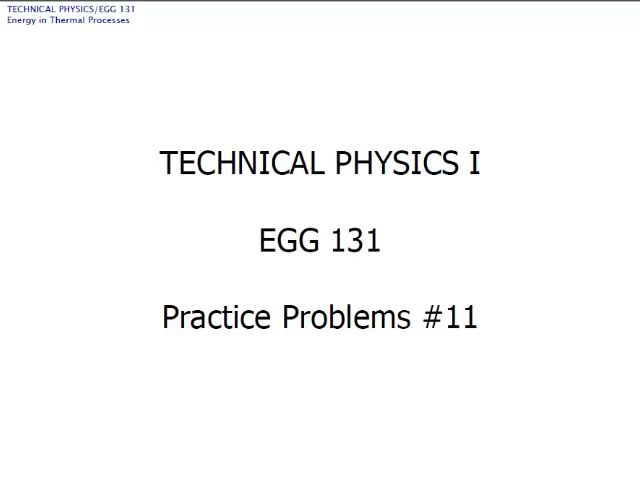 TECHNICAL PHYSICS/EGG 131
Energy in Thermal Processes
TECHNICAL PHYSICS I
EGG 131
Practice Problems #11